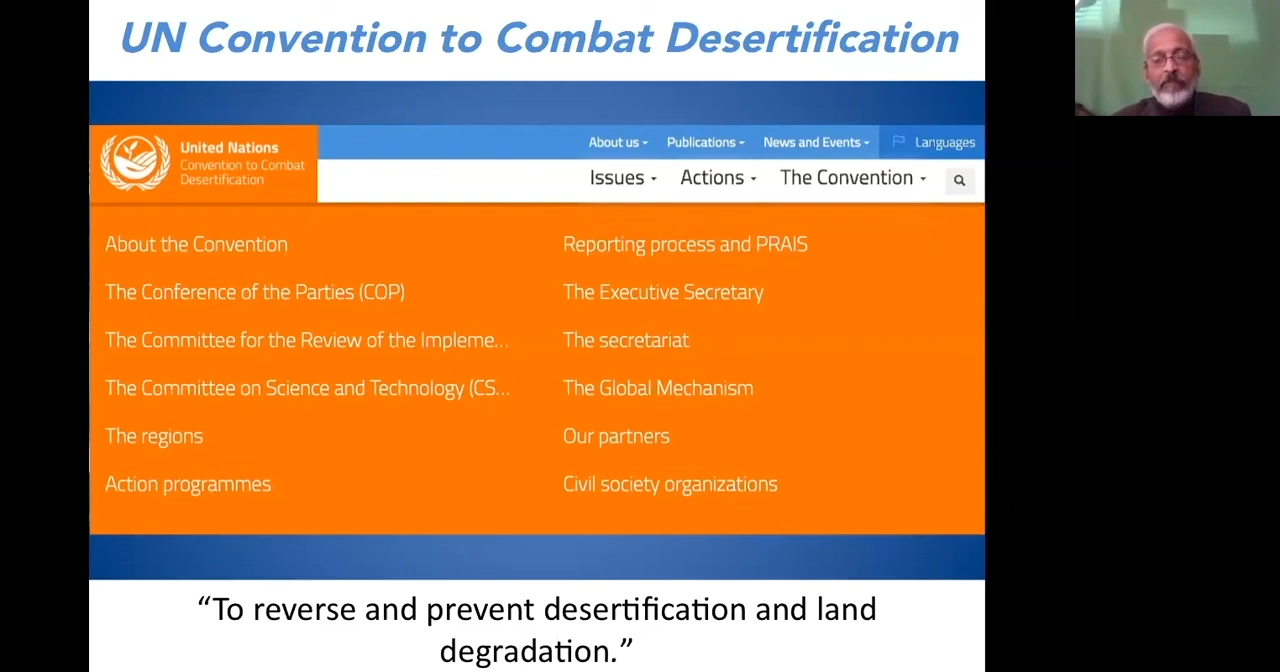 UN Convention to Combat Desertification
United Nations
Convention to Combat
Desertification
About us
Publications
News and Events
Languages
Issues
Actions
The Convention
About the Convention
Reporting process and PRAIS
The Conference of the Parties (COP)
The Executive Secretary
The Committee for the Review of the Impleme...
The secretariat
The Committee on Science and Technology (CS...
The Global Mechanism
The regions
Our partners
Action programmes
Civil society organizations
“To reverse and prevent desertification and land
degradation.”